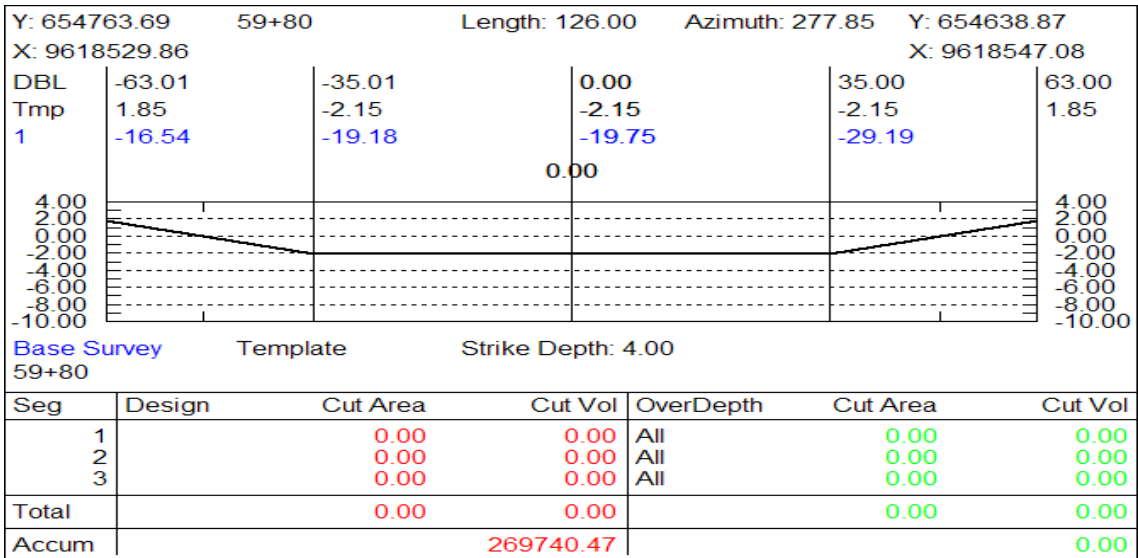 Y: 654763.69 59+80 Length: 126.00 Azimuth: 277.85 Y: 654638.87
X: 9618529.86 X: 9618547.08
DBL -63.01 -35.01 0.00 35.00 63.00
Tmp 1.85 -2.15 -2.15 -2.15 1.85
1 -16.54 -19.18 -19.75 -29.19
0.00
4.00 4.00
2.00 2.00
0.00 0.00
-2.00 -2.00
-4.00 -4.00
-6.00 -6.00
-8.00 -8.00
-10.00 -10.00
Base Survey Template Strike Depth: 4.00
59+80
Seg Design Cut Area Cut Vol OverDepth Cut Area Cut Vol
1 0.00 0.00 All 0.00 0.00
2 0.00 0.00 All 0.00 0.00
3 0.00 0.00 All 0.00 0.00
Total 0.00 0.00 0.00 0.00
Accum 269740.47 0.00